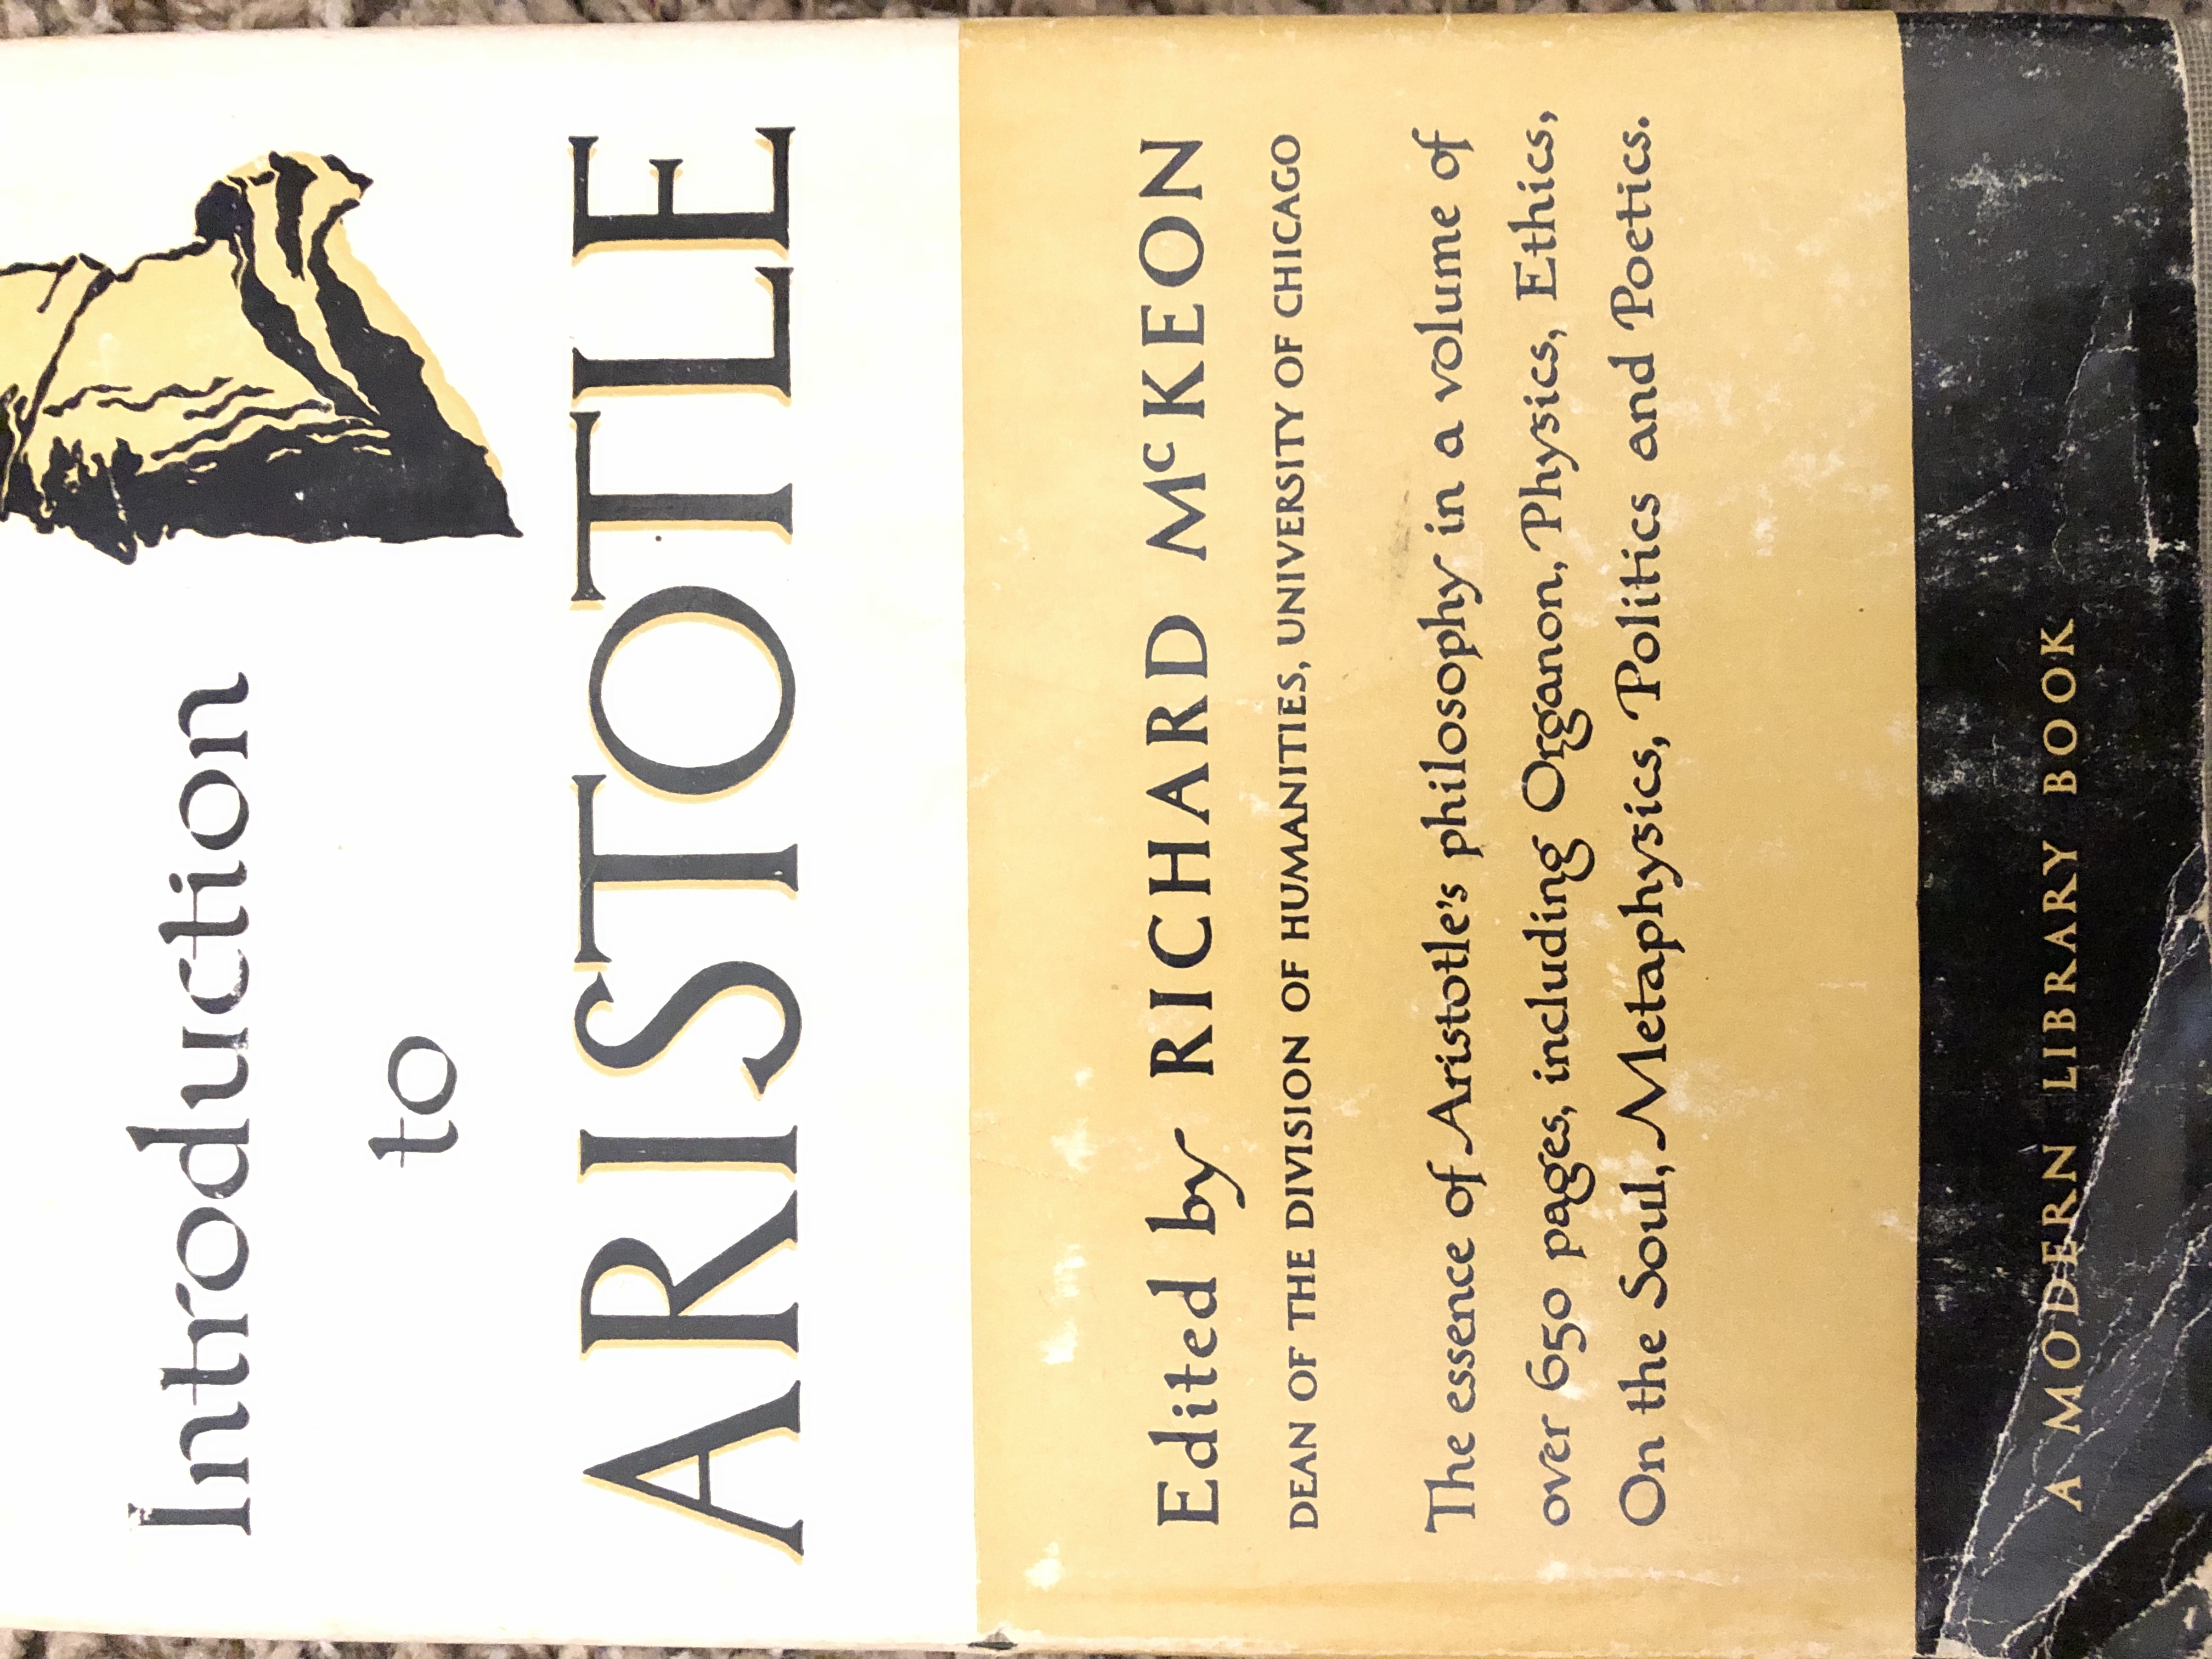 Introduction
to
ARISTOTLE
Edited by RICHARD McKEON
DEAN OF THE DIVISION OF HUMANITIES, UNIVERSITY OF CHICAGO
The essence of Aristotle's philosophy in a volume of
over 650 pages, including Organon, Physics, Ethics,
On the Soul, Metaphysics, Politics and Poetics.
A MODERN LIBRARY BOOK